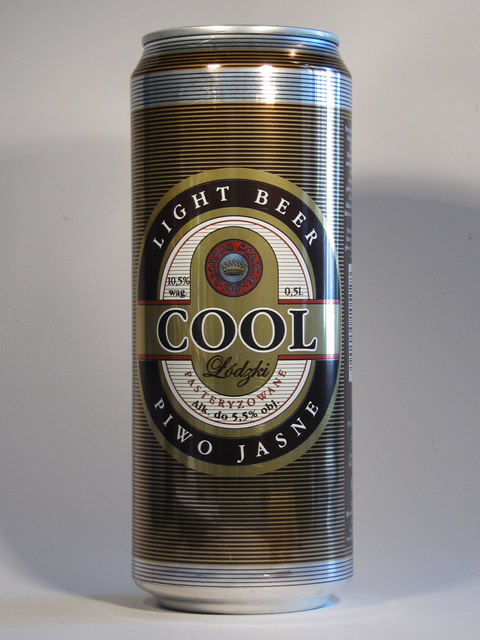 LIGHT BEER
10,5%
wag.
0,5l.
COOL
Łódzki
PASTERYZOWANE
Alk. do 5,5% obj.
PIWO JASNE